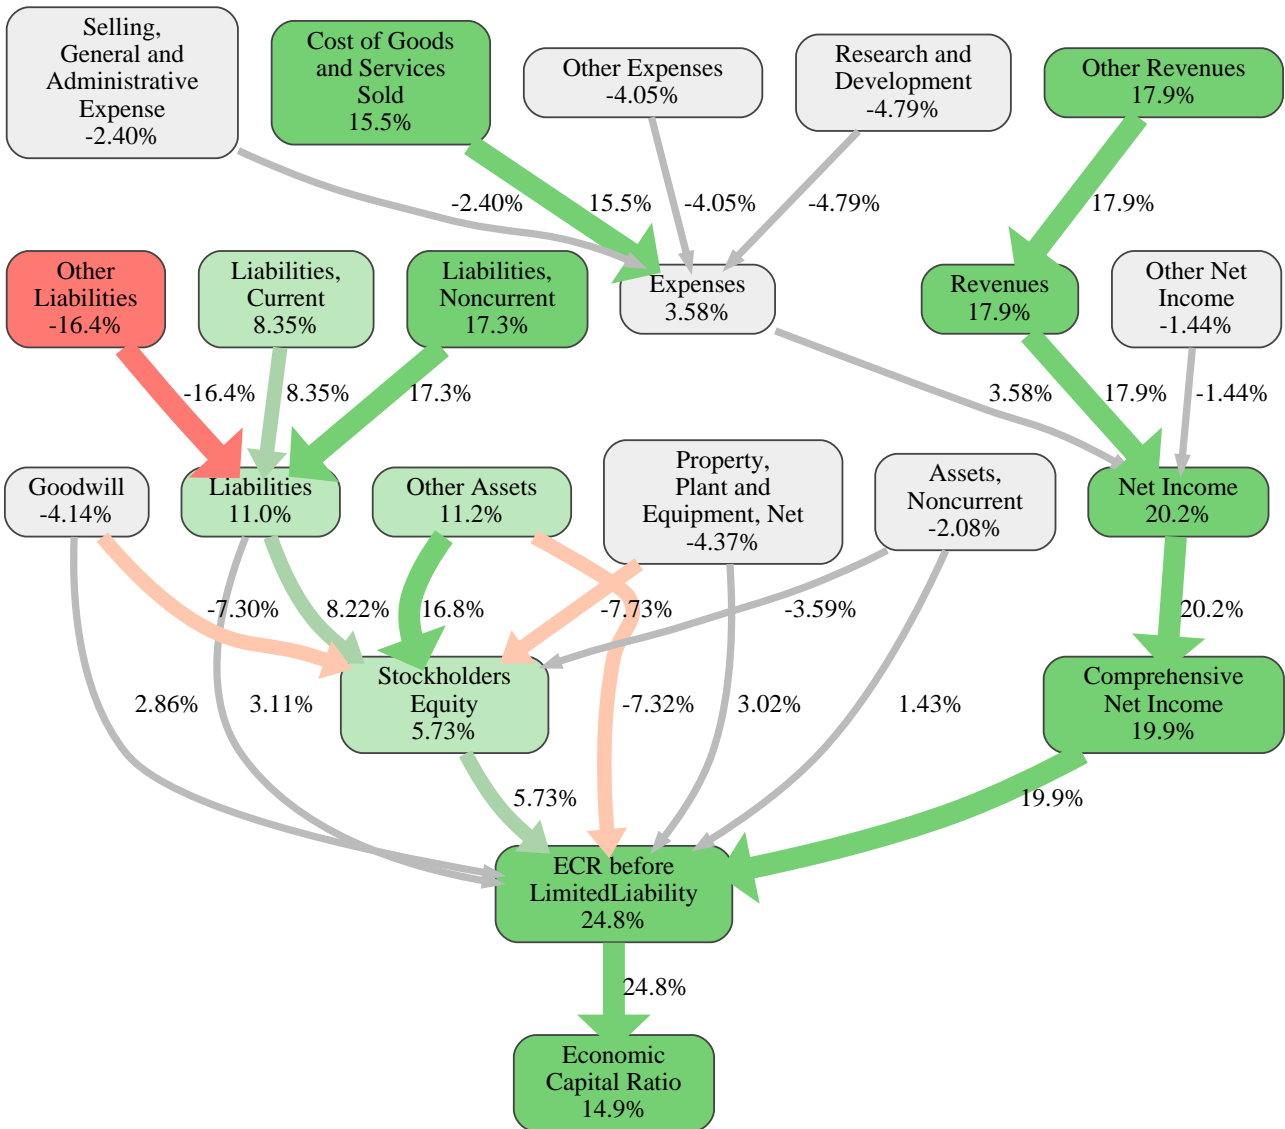 Selling,
General and
Administrative
Expense
-2.40%
Cost of Goods
and Services
Sold
15.5%
Other Expenses
-4.05%
Research and
Development
-4.79%
Other Revenues
17.9%
-2.40%
15.5%
-4.05%
-4.79%
17.9%
Other
Liabilities
-16.4%
Liabilities,
Current
8.35%
Liabilities,
Noncurrent
17.3%
Expenses
3.58%
Revenues
17.9%
Other Net
Income
-1.44%
-16.4%
8.35%
17.3%
3.58%
17.9%
-1.44%
Goodwill
-4.14%
Liabilities
11.0%
Other Assets
11.2%
Property,
Plant and
Equipment, Net
-4.37%
Assets,
Noncurrent
-2.08%
Net Income
20.2%
-7.30%
8.22%
16.8%
-7.73%
-3.59%
20.2%
2.86%
3.11%
Stockholders
Equity
5.73%
-7.32%
3.02%
1.43%
Comprehensive
Net Income
19.9%
5.73%
19.9%
ECR before
LimitedLiability
24.8%
24.8%
Economic
Capital Ratio
14.9%